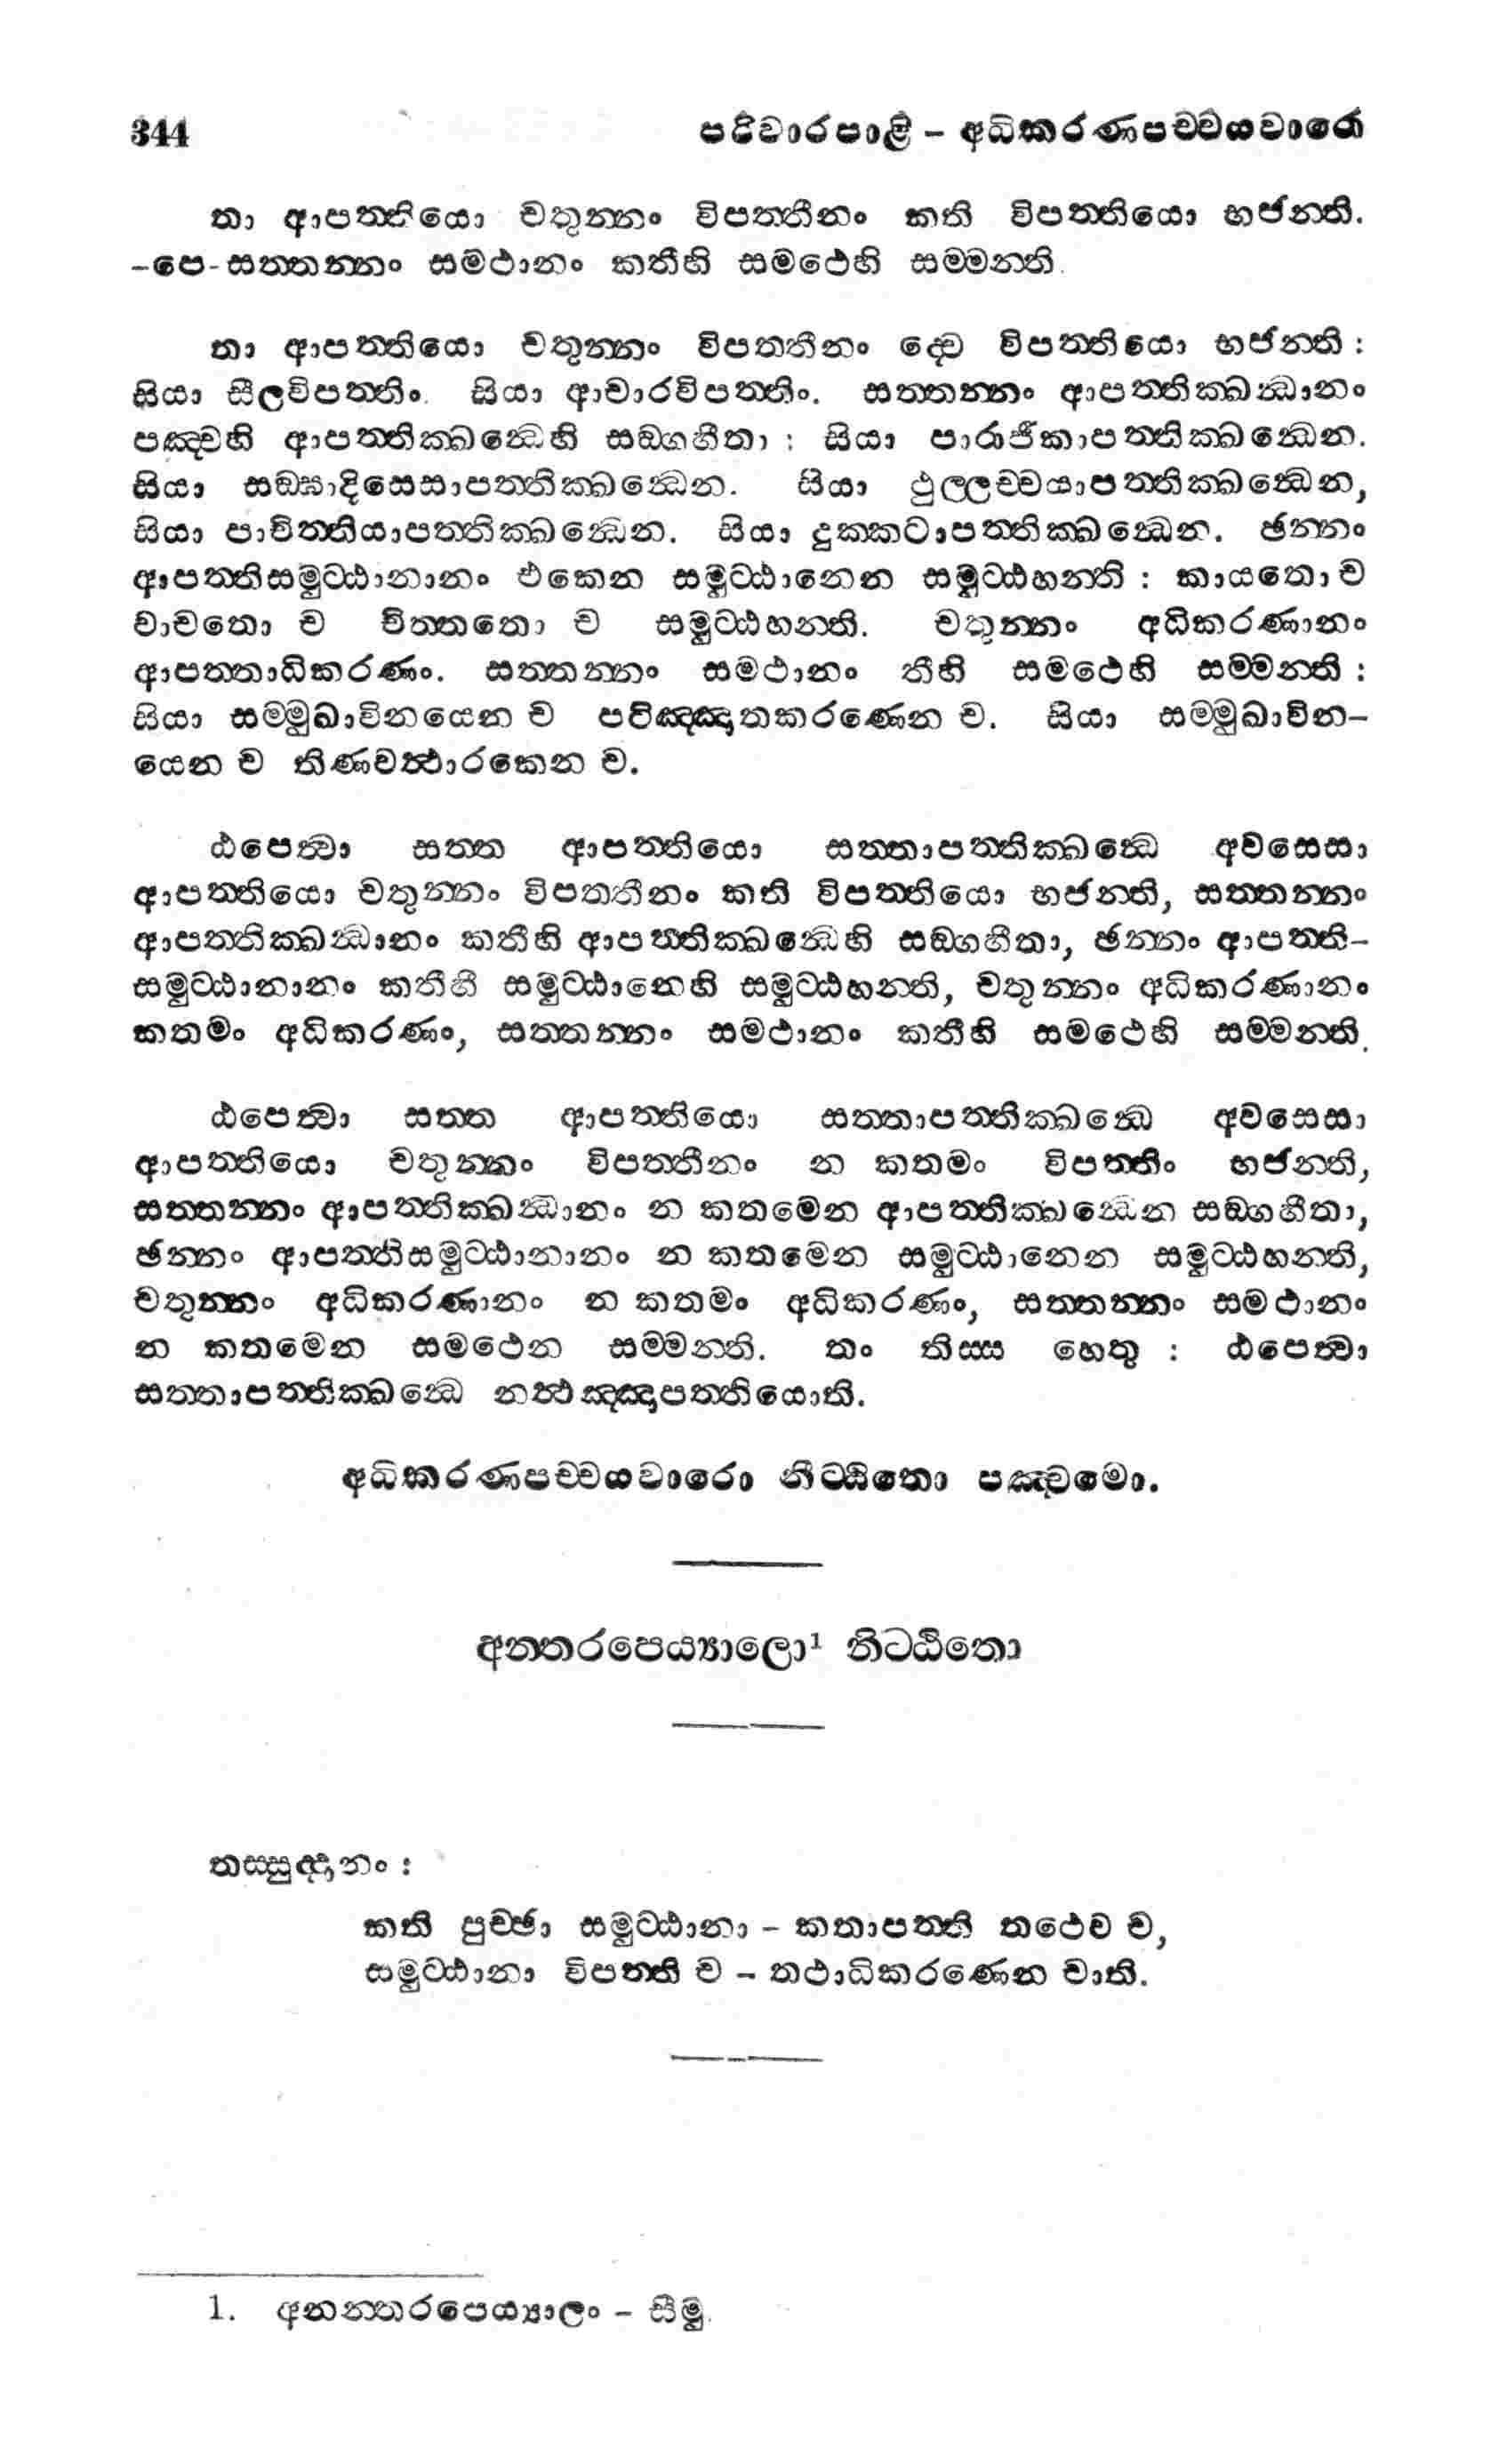 344 පරිවාරපාළි – අධිකරණපච්චයවාරො
තා ආපත්තියො චතුන්නං විපත්තීනං කති විපත්තියො භජන්ති.
–පෙ- සත්තන්නං සමථානං කතීහි සමථෙහි සම්මන්ති.
තා ආපත්තියො චතුන්නං විපත්තීනං ද්වෙ විපත්තියො භජන්ති :
සියා සීලවිපත්තිං. සියා ආචාරවිපත්තිං. සත්තන්නං ආපත්තික්ඛන්ධානං
පඤ්චහි ආපත්තික්ඛන්ධෙහි සඞ්ගහීතා : සියා පාරාජිකාපත්තික්ඛන්ධෙන.
සියා සඞ්ඝාදිසෙසාපත්තික්ඛන්ධෙන. සියා ථුල්ලච්චයාපත්තික්ඛන්ධෙන,
සියා පාචිත්තියාපත්තික්ඛන්ධෙන. සියා දුක්කටාපත්තික්ඛන්ධෙන. ඡන්නං
ආපත්තිසමුට්ඨානානං එකෙන සමුට්ඨානෙන සමුට්ඨහන්ති : කායතො ච
වාචතො ච චිත්තතො ච සමුට්ඨහන්ති. චතුන්නං අධිකරණානං
ආපත්තාධිකරණං. සත්තන්නං සමථානං තීහි සමථෙහි සම්මන්ති :
සියා සම්මුඛාවිනයෙන ච පටිඤ්ඤාතකරණෙන ච. සියා සම්මුඛාවින–
යෙන ච තිණවත්ථාරකෙන ච.
ඨපෙත්වා සත්ත ආපත්තියො සත්තාපත්තික්ඛන්ධෙ අවසෙසා
ආපත්තියො චතුන්නං විපත්තීනං කති විපත්තියො භජන්ති, සත්තන්නං
ආපත්තික්ඛන්ධානං කතීහි ආපත්තික්ඛන්ධෙහි සඞ්ගහීතා, ඡන්නං ආපත්ති–
සමුට්ඨානානං කතීහි සමුට්ඨානෙහි සමුට්ඨහන්ති, චතුන්නං අධිකරණානං
කතමං අධිකරණං, සත්තන්නං සමථානං කතීහි සමථෙහි සම්මන්ති.
ඨපෙත්වා සත්ත ආපත්තියො සත්තාපත්තික්ඛන්ධෙ අවසෙසා
ආපත්තියො චතුන්නං විපත්තීනං න කතමං විපත්තිං භජන්ති,
සත්තන්නං ආපත්තික්ඛන්ධානං න කතමෙන ආපත්තික්ඛන්ධෙන සඞ්ගහීතා,
ඡන්නං ආපත්තිසමුට්ඨානානං න කතමෙන සමුට්ඨානෙන සමුට්ඨහන්ති,
චතුන්නං අධිකරණානං න කතමං අධිකරණං, සත්තන්නං සමථානං
න කතමෙන සමථෙන සම්මන්ති. තං තිස්ස හෙතු : ඨපෙත්වා
සත්තාපත්තික්ඛන්ධෙ නත්ථඤ්ඤාපත්තියොති.
අධිකරණපච්චයවාරො නිට්ඨිතො පඤ්චමො.
අන්තරපෙය්‍යාලො¹ නිට්ඨිතො
තස්සුද්දානං :
කති පුච්ඡා සමුට්ඨානා – කතාපත්ති තථෙව ච,
සමුට්ඨානා විපත්ති ච – තථාධිකරණෙන චාති.
1. අනන්තරපෙය්‍යාලං – සීමු.